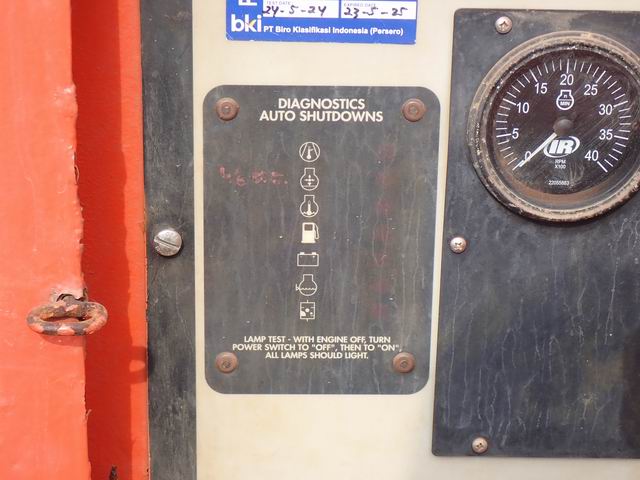 TEST DATE
EXPIRED DATE
24-5-24
23-5-25
bki PT Biro Klasifikasi Indonesia (Persero)
DIAGNOSTICS
AUTO SHUTDOWNS
LAMP TEST - WITH ENGINE OFF, TURN
POWER SWITCH TO "OFF", THEN TO "ON",
ALL LAMPS SHOULD LIGHT.
0 5 10 15 20 25 30 35 40
n
MIN
IR
RPM
X100